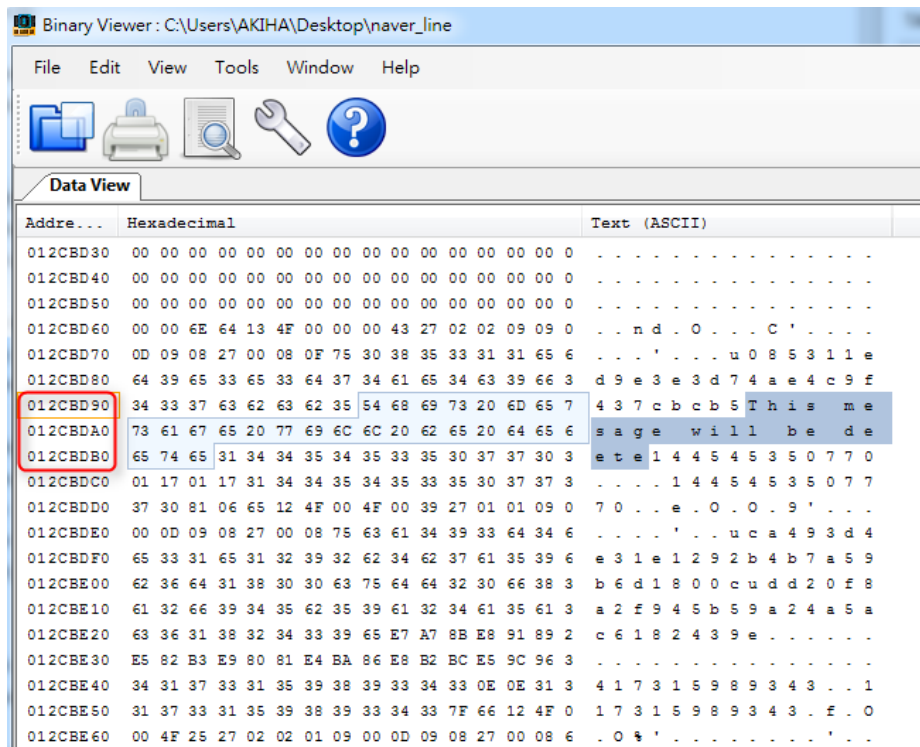 Binary Viewer : C:\Users\AKIHA\Desktop\naver_line
File Edit View Tools Window Help
Data View
Addre... Hexadecimal Text (ASCII)
012CBD30 00 00 00 00 00 00 00 00 00 00 00 00 00 00 00 0 . . . . . . . . . . . . . . .
012CBD40 00 00 00 00 00 00 00 00 00 00 00 00 00 00 00 0 . . . . . . . . . . . . . . .
012CBD50 00 00 00 00 00 00 00 00 00 00 00 00 00 00 00 0 . . . . . . . . . . . . . . .
012CBD60 00 00 6E 64 13 4F 00 00 00 43 27 02 02 09 09 0 . . n d . O . . . C ' . . . .
012CBD70 0D 09 08 27 00 08 0F 75 30 38 35 33 31 31 65 6 . . . ' . . . u 0 8 5 3 1 1 e
012CBD80 64 39 65 33 65 33 64 37 34 61 65 34 63 39 66 3 d 9 e 3 e 3 d 7 4 a e 4 c 9 f
012CBD90 34 33 37 63 62 63 62 35 54 68 69 73 20 6D 65 7 4 3 7 c b c b 5 T h i s m e
012CBDA0 73 61 67 65 20 77 69 6C 6C 20 62 65 20 64 65 6 s a g e w i l l b e d e
012CBDB0 65 74 65 31 34 34 35 34 35 33 35 30 37 37 30 3 e t e 1 4 4 5 4 5 3 5 0 7 7 0
012CBDC0 01 17 01 17 31 34 34 35 34 35 33 35 30 37 37 3 . . . . 1 4 4 5 4 5 3 5 0 7 7
012CBDD0 37 30 81 06 65 12 4F 00 4F 00 39 27 01 01 09 0 7 0 . . e . O . O . 9 ' . . .
012CBDE0 00 0D 09 08 27 00 08 75 63 61 34 39 33 64 34 6 . . . . ' . . u c a 4 9 3 d 4
012CBDF0 65 33 31 65 31 32 39 32 62 34 62 37 61 35 39 6 e 3 1 e 1 2 9 2 b 4 b 7 a 5 9
012CBE00 62 36 64 31 38 30 30 63 75 64 64 32 30 66 38 3 b 6 d 1 8 0 0 c u d d 2 0 f 8
012CBE10 61 32 66 39 34 35 62 35 39 61 32 34 61 35 61 3 a 2 f 9 4 5 b 5 9 a 2 4 a 5 a
012CBE20 63 36 31 38 32 34 33 39 65 E7 A7 8B E8 91 89 2 c 6 1 8 2 4 3 9 e . . . . . .
012CBE30 E5 82 B3 E9 80 81 E4 BA 86 E8 B2 BC E5 9C 96 3 . . . . . . . . . . . . . . .
012CBE40 34 31 37 33 31 35 39 38 39 33 34 33 0E 0E 31 3 4 1 7 3 1 5 9 8 9 3 4 3 . . 1
012CBE50 31 37 33 31 35 39 38 39 33 34 33 7F 66 12 4F 0 1 7 3 1 5 9 8 9 3 4 3 . f . O
012CBE60 00 4F 25 27 02 02 01 09 00 0D 09 08 27 00 08 6 . O % ' . . . . . . . . ' . .